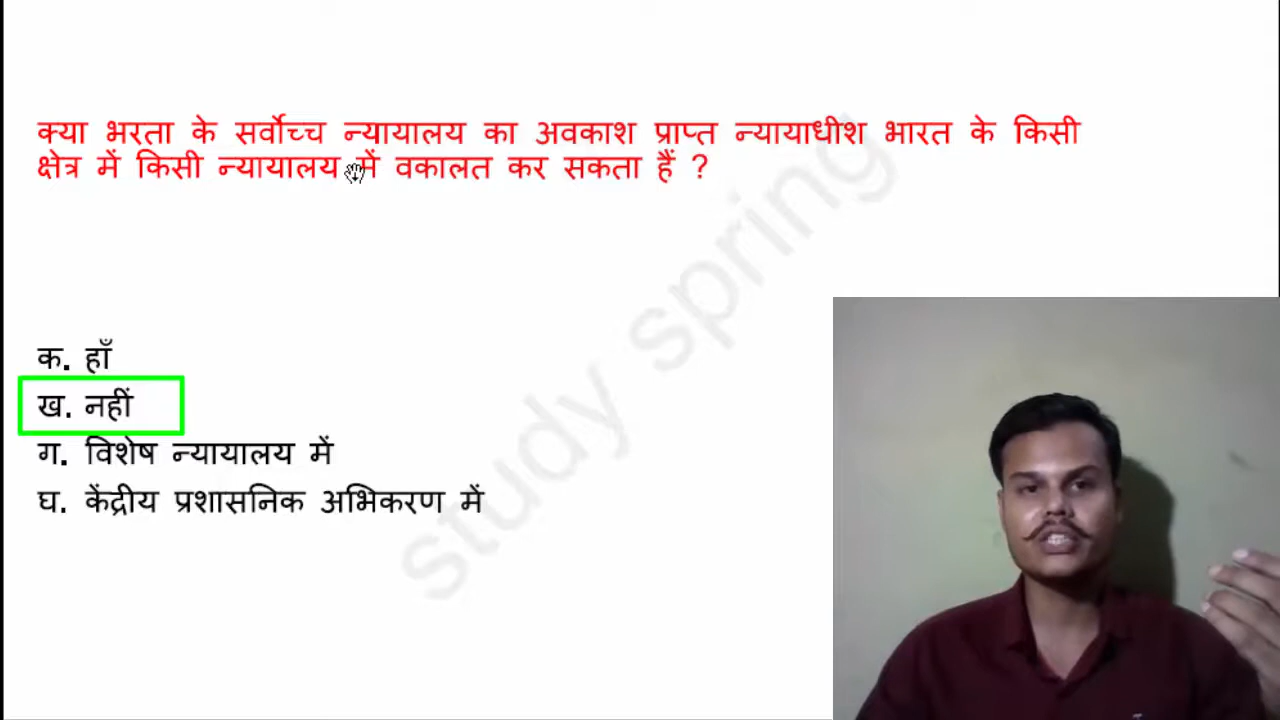 क्या भरता के सर्वोच्च न्यायालय का अवकाश प्राप्त न्यायाधीश भारत के किसी
क्षेत्र में किसी न्यायालय में वकालत कर सकता हैं ?
क. हाँ
ख. नहीं
ग. विशेष न्यायालय में
घ. केंद्रीय प्रशासनिक अभिकरण में
study spring